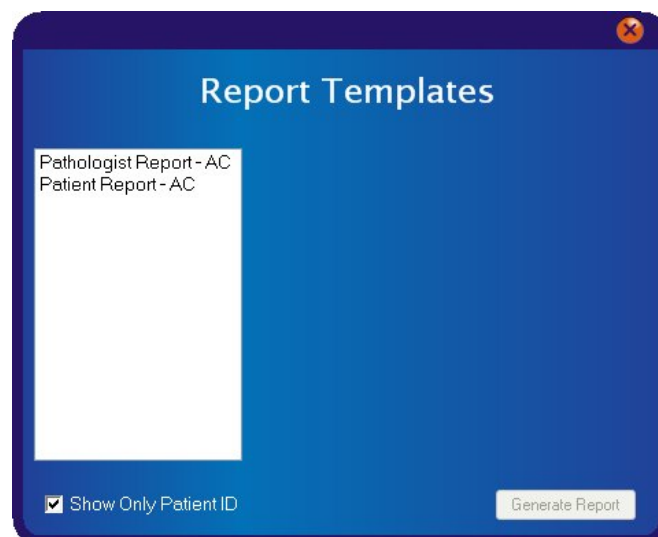 Report Templates
Pathologist Report - AC
Patient Report - AC
Show Only Patient ID
Generate Report